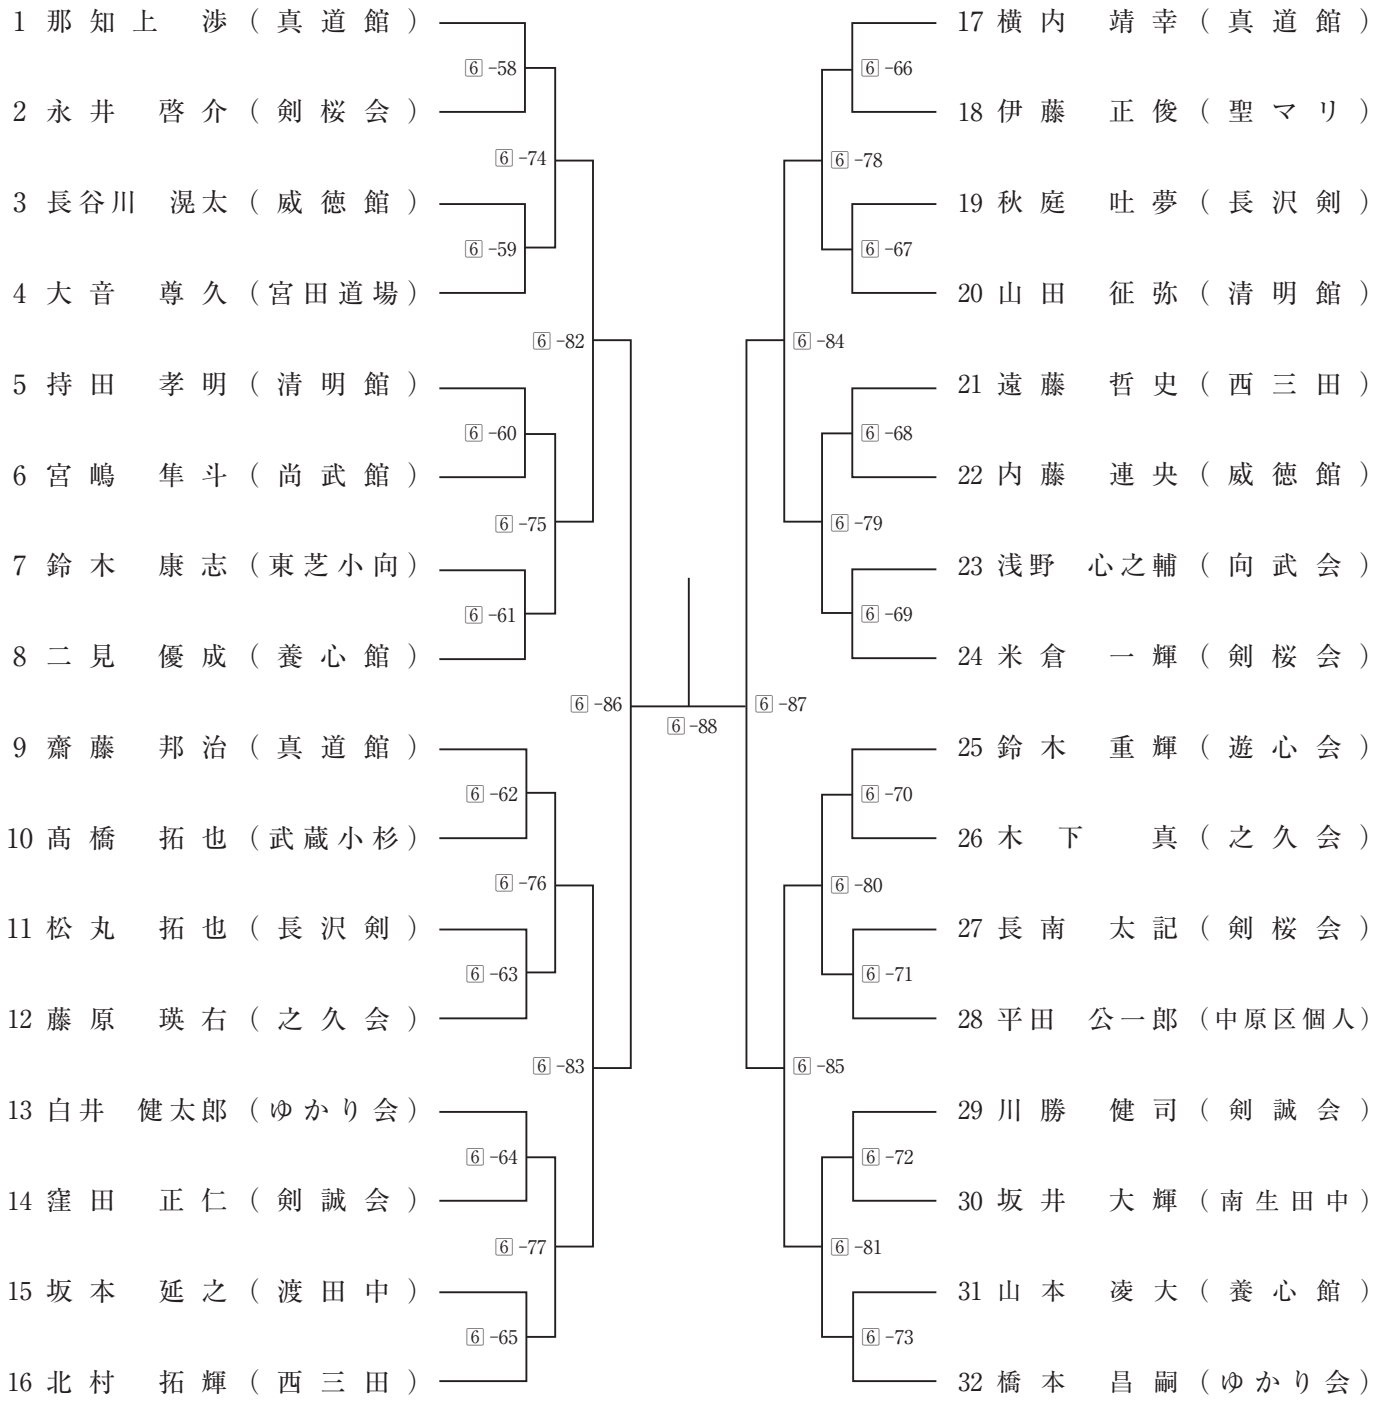 1 那知上 渉（真道館）
⑥-58
2 永井 啓介（剣桜会）
⑥-74
3 長谷川 滉太（威徳館）
⑥-59
4 大音 尊久（宮田道場）
⑥-82
5 持田 孝明（清明館）
⑥-60
6 宮嶋 隼斗（尚武館）
⑥-75
7 鈴木 康志（東芝小向）
⑥-61
8 二見 優成（養心館）
⑥-86
9 齋藤 邦治（真道館）
⑥-62
10 髙橋 拓也（武蔵小杉）
⑥-76
11 松丸 拓也（長沢剣）
⑥-63
12 藤原 瑛右（之久会）
⑥-83
13 白井 健太郎（ゆかり会）
⑥-64
14 窪田 正仁（剣誠会）
⑥-77
15 坂本 延之（渡田中）
⑥-65
16 北村 拓輝（西三田）
⑥-88
17 横内 靖幸（真道館）
⑥-66
18 伊藤 正俊（聖マリ）
⑥-78
19 秋庭 吐夢（長沢剣）
⑥-67
20 山田 征弥（清明館）
⑥-84
21 遠藤 哲史（西三田）
⑥-68
22 内藤 連央（威徳館）
⑥-79
23 浅野 心之輔（向武会）
⑥-69
24 米倉 一輝（剣桜会）
⑥-87
25 鈴木 重輝（遊心会）
⑥-70
26 木下 真（之久会）
⑥-80
27 長南 太記（剣桜会）
⑥-71
28 平田 公一郎（中原区個人）
⑥-85
29 川勝 健司（剣誠会）
⑥-72
30 坂井 大輝（南生田中）
⑥-81
31 山本 凌大（養心館）
⑥-73
32 橋本 昌嗣（ゆかり会）